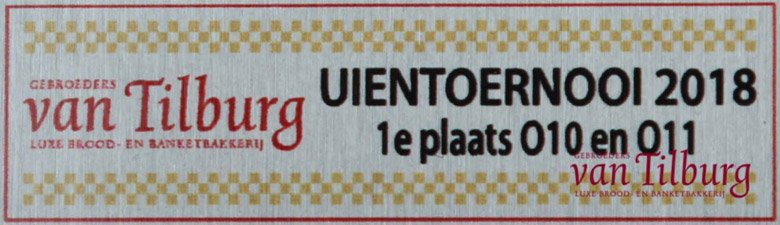 GEBROEDERS
van Tilburg
LUXE BROOD- EN BANKETBAKKERIJ
UIENTOERNOOI 2018
1e plaats O10 en O11
GEBROEDERS
van Tilburg
LUXE BROOD- EN BANKETBAKKERIJ